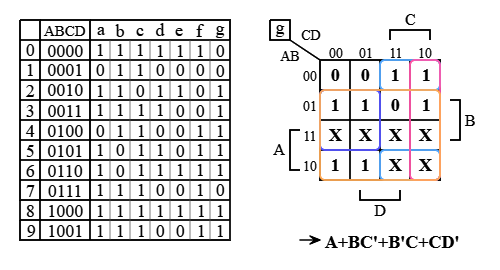 ABCD a b c d e f g
0 0000 1 1 1 1 1 1 0
1 0001 0 1 1 0 0 0 0
2 0010 1 1 0 1 1 0 1
3 0011 1 1 1 1 0 0 1
4 0100 0 1 1 0 0 1 1
5 0101 1 0 1 1 0 1 1
6 0110 1 0 1 1 1 1 1
7 0111 1 1 1 0 0 1 0
8 1000 1 1 1 1 1 1 1
9 1001 1 1 1 0 0 1 1
g CD C
AB 00 01 11 10
00 0 0 1 1
01 1 1 0 1
B
11 X X X X
A
10 1 1 X X
D
→ A+BC'+B'C+CD'